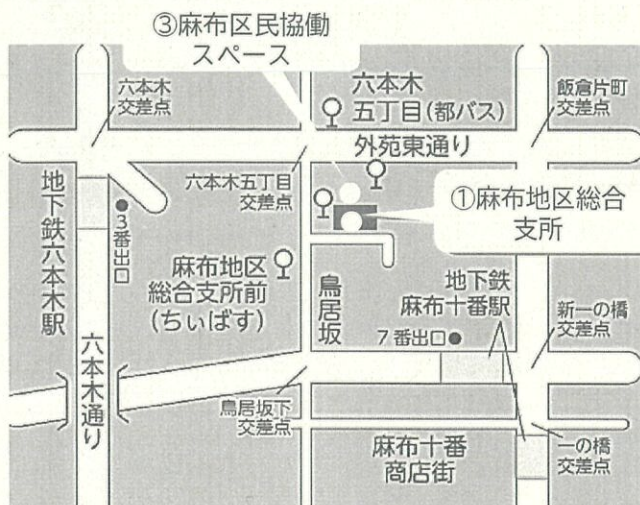 ③麻布区民協働
スペース
六本木
交差点
六本木
五丁目(都バス)
飯倉片町
交差点
外苑東通り
六本木五丁目
交差点
①麻布地区総合
支所
地下鉄六本木駅
3番出口
麻布地区
総合支所前
(ちぃばす)
鳥居坂
地下鉄
麻布十番駅
7番出口
新一の橋
交差点
六本木通り
鳥居坂下
交差点
麻布十番
商店街
一の橋
交差点